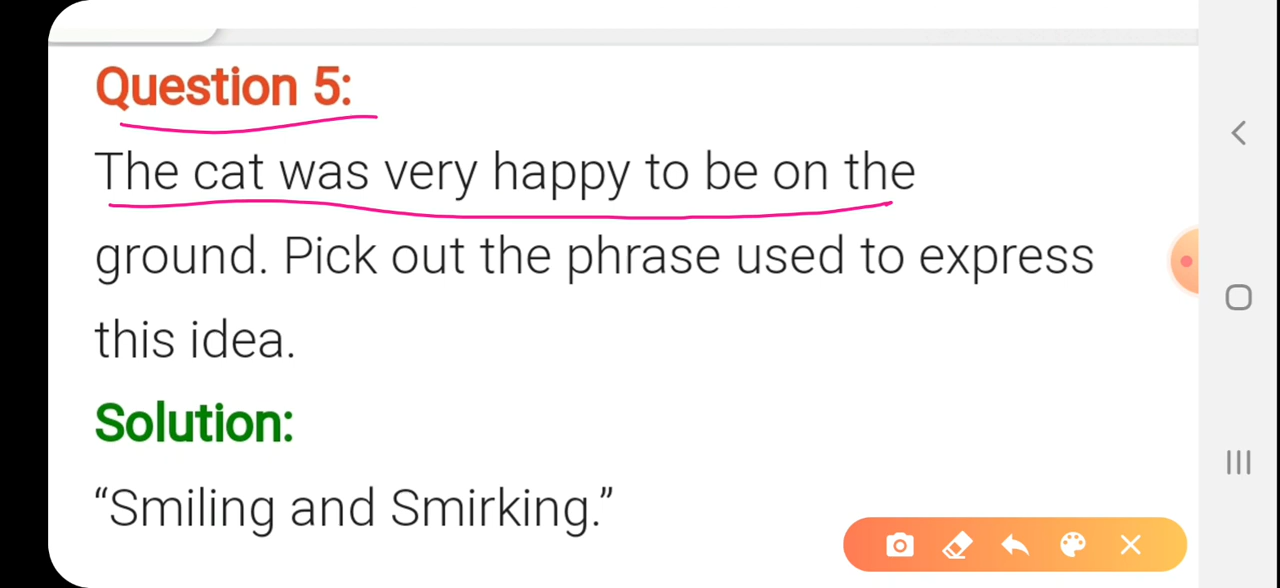 Question 5:
The cat was very happy to be on the
ground. Pick out the phrase used to express
this idea.
Solution:
“Smiling and Smirking.”